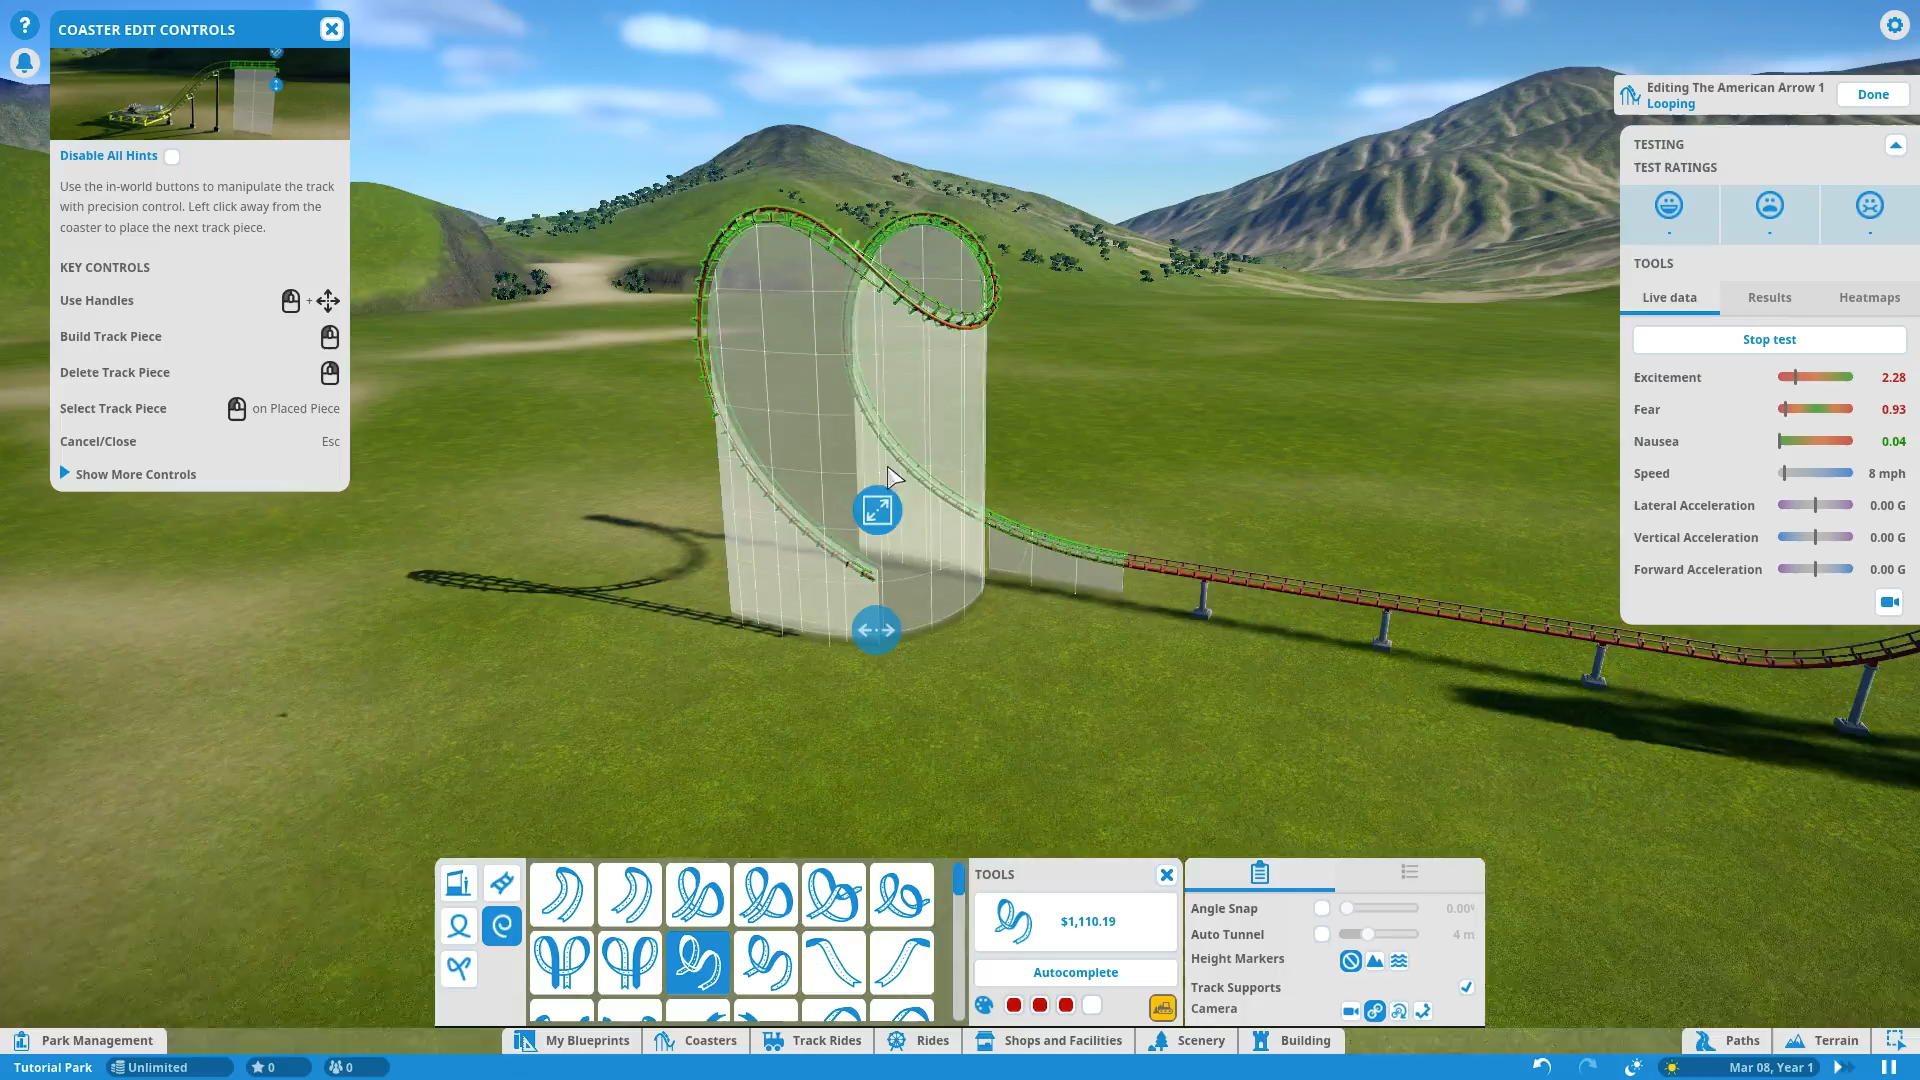 COASTER EDIT CONTROLS
Disable All Hints
Use the in-world buttons to manipulate the track
with precision control. Left click away from the
coaster to place the next track piece.
KEY CONTROLS
Use Handles
+
Build Track Piece
Delete Track Piece
Select Track Piece on Placed Piece
Cancel/Close Esc
Show More Controls
Editing The American Arrow 1
Looping
Done
TESTING
TEST RATINGS
- - -
TOOLS
Live data Results Heatmaps
Stop test
Excitement 2.28
Fear 0.93
Nausea 0.04
Speed 8 mph
Lateral Acceleration 0.00 G
Vertical Acceleration 0.00 G
Forward Acceleration 0.00 G
TOOLS
$1,110.19
Autocomplete
Angle Snap 0.00°
Auto Tunnel 4 m
Height Markers
Track Supports
Camera
Park Management
My Blueprints Coasters Track Rides Rides Shops and Facilities Scenery Building
Paths Terrain
Tutorial Park Unlimited 0 0
Mar 08, Year 1